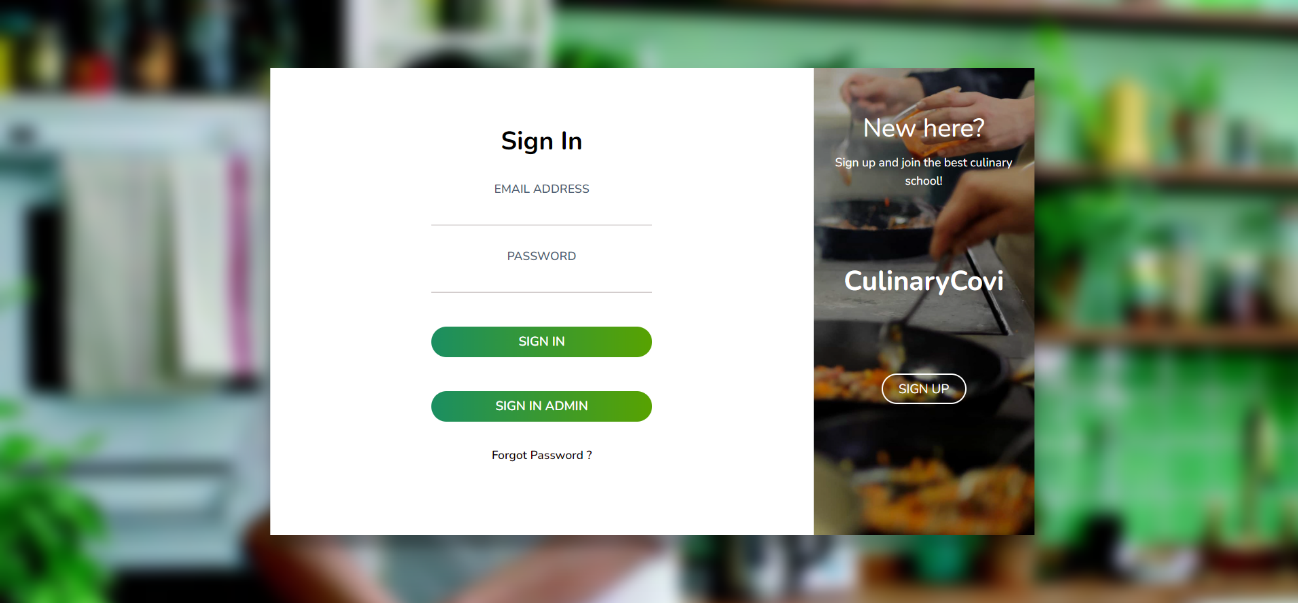 Sign In
EMAIL ADDRESS
PASSWORD
SIGN IN
SIGN IN ADMIN
Forgot Password ?
New here?
Sign up and join the best culinary
school!
CulinaryCovi
SIGN UP